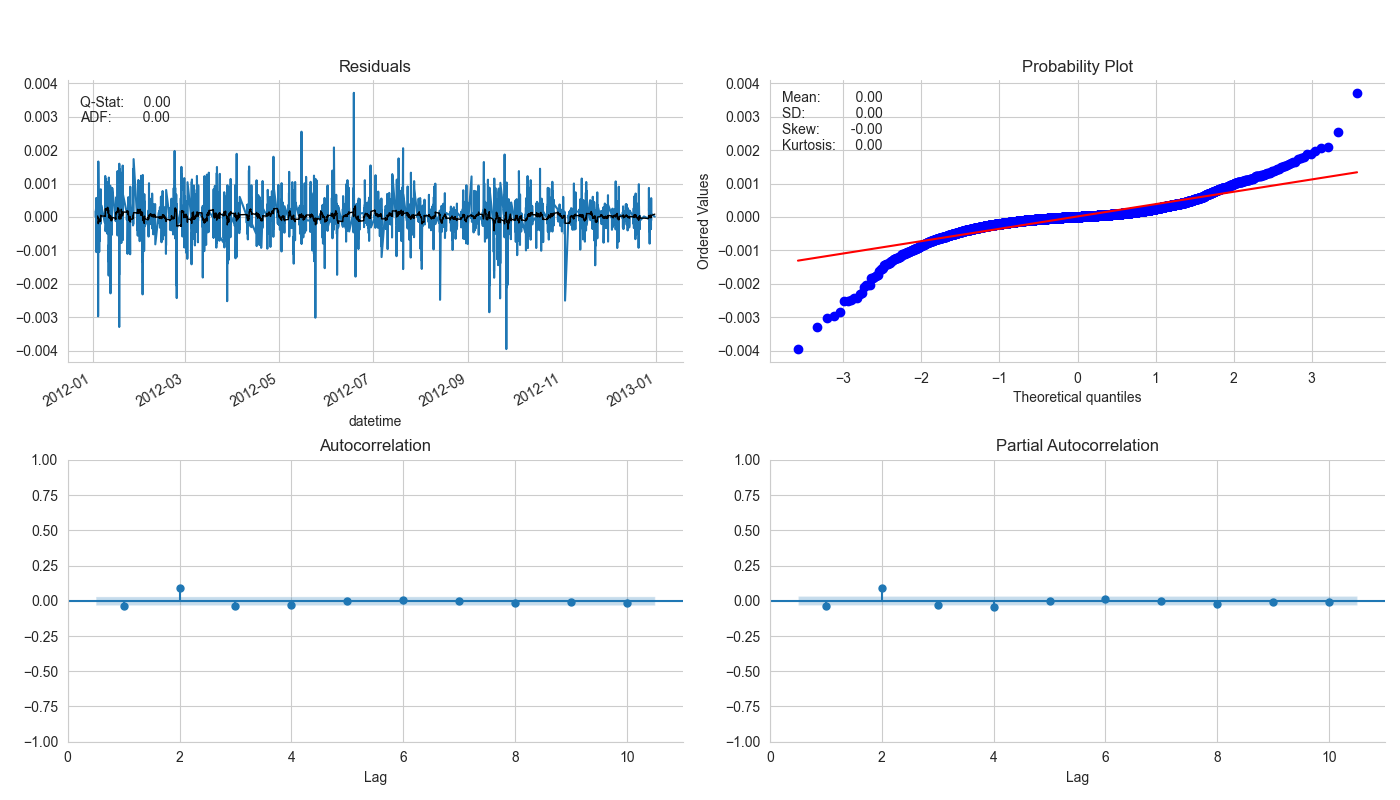 Residuals
0.004
0.003
0.002
0.001
0.000
−0.001
−0.002
−0.003
−0.004
Q-Stat: 0.00
ADF: 0.00
2012-01
2012-03
2012-05
2012-07
2012-09
2012-11
2013-01
datetime
Probability Plot
0.004
0.003
0.002
0.001
0.000
−0.001
−0.002
−0.003
−0.004
Ordered Values
Mean: 0.00
SD: 0.00
Skew: -0.00
Kurtosis: 0.00
−3 −2 −1 0 1 2 3
Theoretical quantiles
Autocorrelation
1.00
0.75
0.50
0.25
0.00
−0.25
−0.50
−0.75
−1.00
0 2 4 6 8 10
Lag
Partial Autocorrelation
1.00
0.75
0.50
0.25
0.00
−0.25
−0.50
−0.75
−1.00
0 2 4 6 8 10
Lag